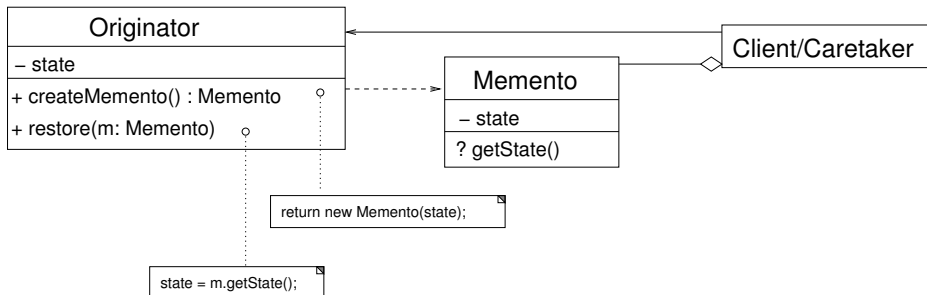 Originator
– state
+ createMemento() : Memento
+ restore(m: Memento)
Memento
– state
? getState()
Client/Caretaker
return new Memento(state);
state = m.getState();